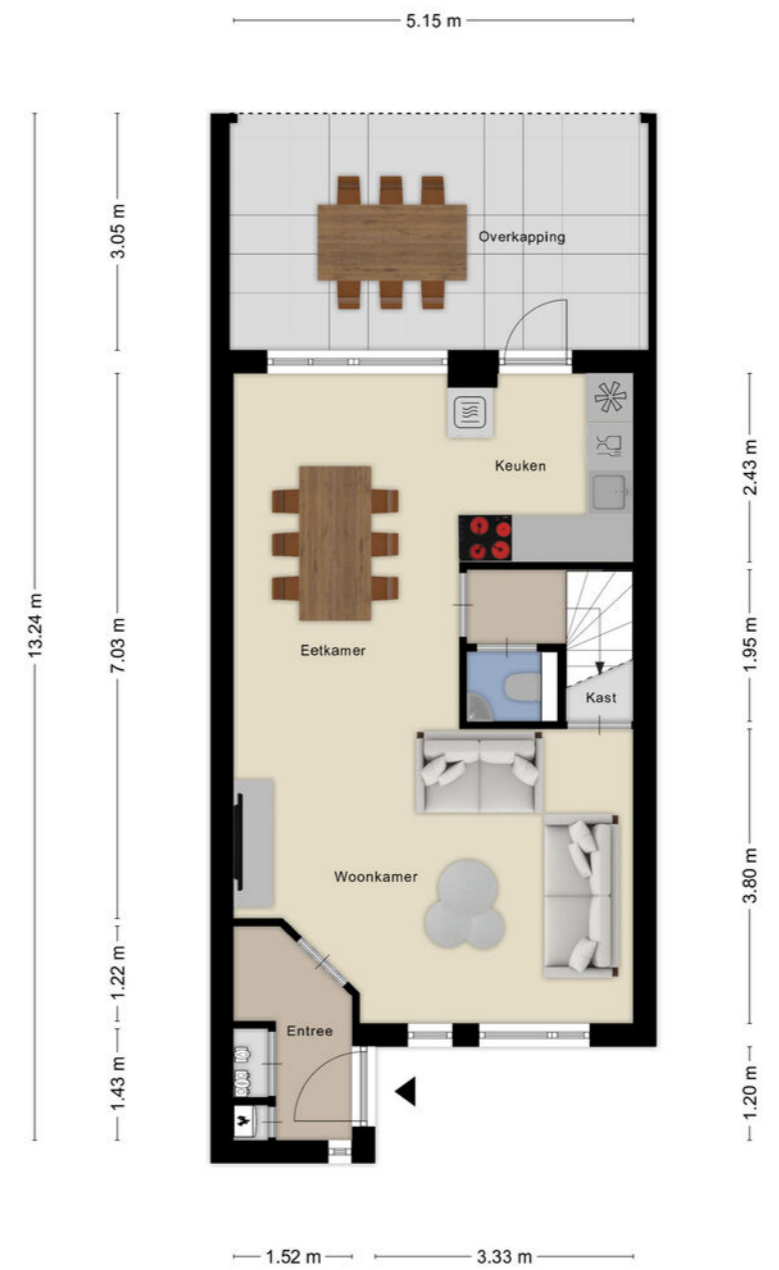 5.15 m
3.05 m
Overkapping
Keuken
2.43 m
13.24 m
7.03 m
Eetkamer
1.95 m
Kast
Woonkamer
3.80 m
1.22 m
Entree
1.43 m
1.20 m
1.52 m
3.33 m